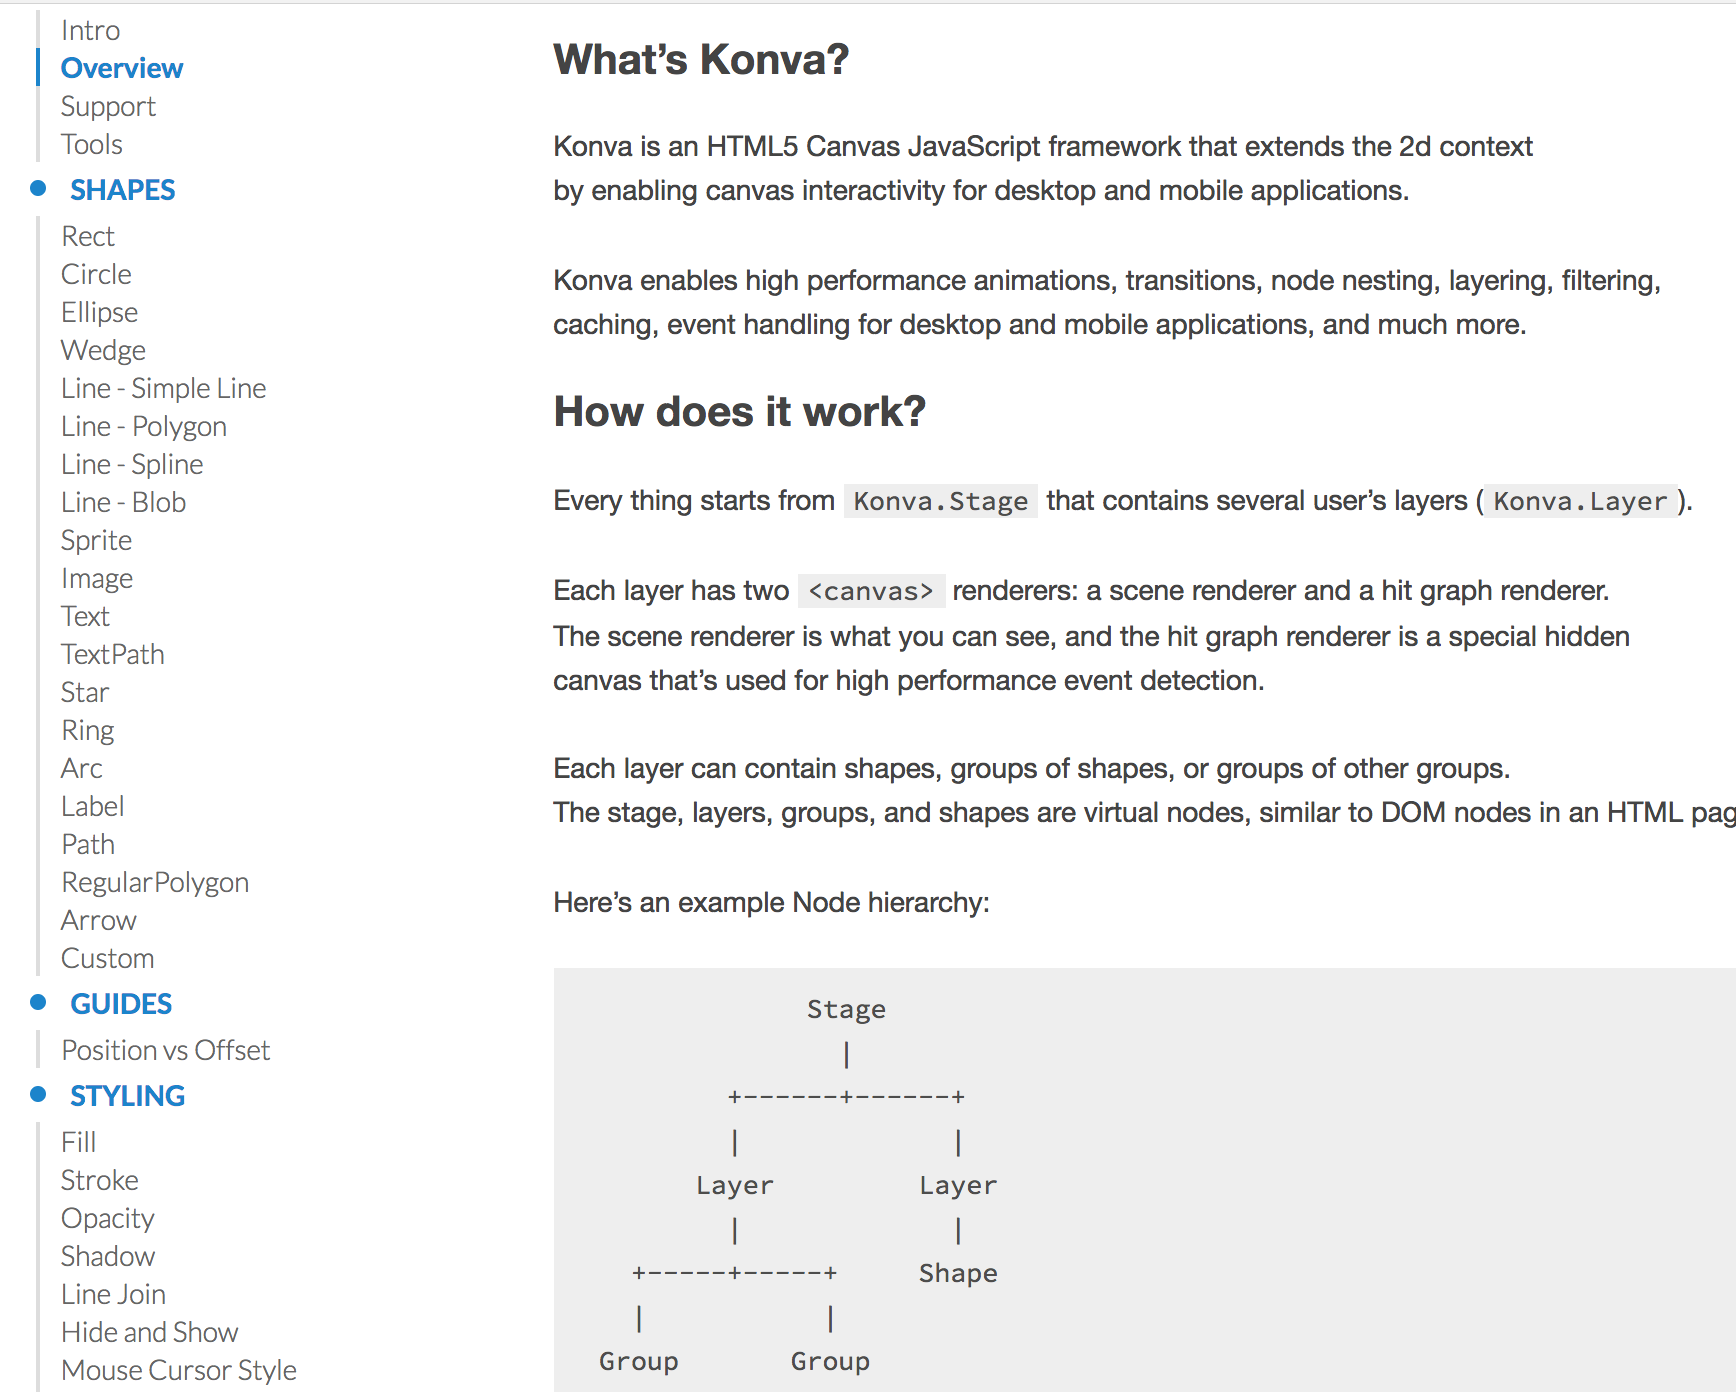 Intro
Overview
Support
Tools
SHAPES
Rect
Circle
Ellipse
Wedge
Line - Simple Line
Line - Polygon
Line - Spline
Line - Blob
Sprite
Image
Text
TextPath
Star
Ring
Arc
Label
Path
RegularPolygon
Arrow
Custom
GUIDES
Position vs Offset
STYLING
Fill
Stroke
Opacity
Shadow
Line Join
Hide and Show
Mouse Cursor Style
What’s Konva?
Konva is an HTML5 Canvas JavaScript framework that extends the 2d context
by enabling canvas interactivity for desktop and mobile applications.
Konva enables high performance animations, transitions, node nesting, layering, filtering,
caching, event handling for desktop and mobile applications, and much more.
How does it work?
Every thing starts from Konva.Stage that contains several user’s layers ( Konva.Layer ).
Each layer has two <canvas> renderers: a scene renderer and a hit graph renderer.
The scene renderer is what you can see, and the hit graph renderer is a special hidden
canvas that’s used for high performance event detection.
Each layer can contain shapes, groups of shapes, or groups of other groups.
The stage, layers, groups, and shapes are virtual nodes, similar to DOM nodes in an HTML pag
Here’s an example Node hierarchy:
Stage
|
+------+------+
| |
Layer Layer
| |
+-----+-----+ Shape
| |
Group Group